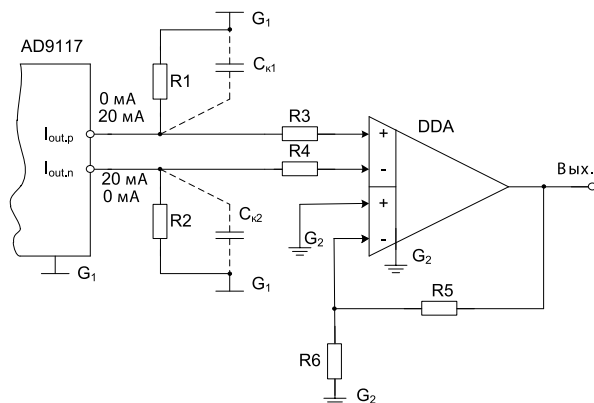 G1
AD9117
R1
Cк1
0 мА
20 мА
R3
DDA
Iout.p
+
R4
-
Iout.n
20 мА
0 мА
+
Вых.
R2
Cк2
G2
-
G2
G1
G1
R5
R6
G2